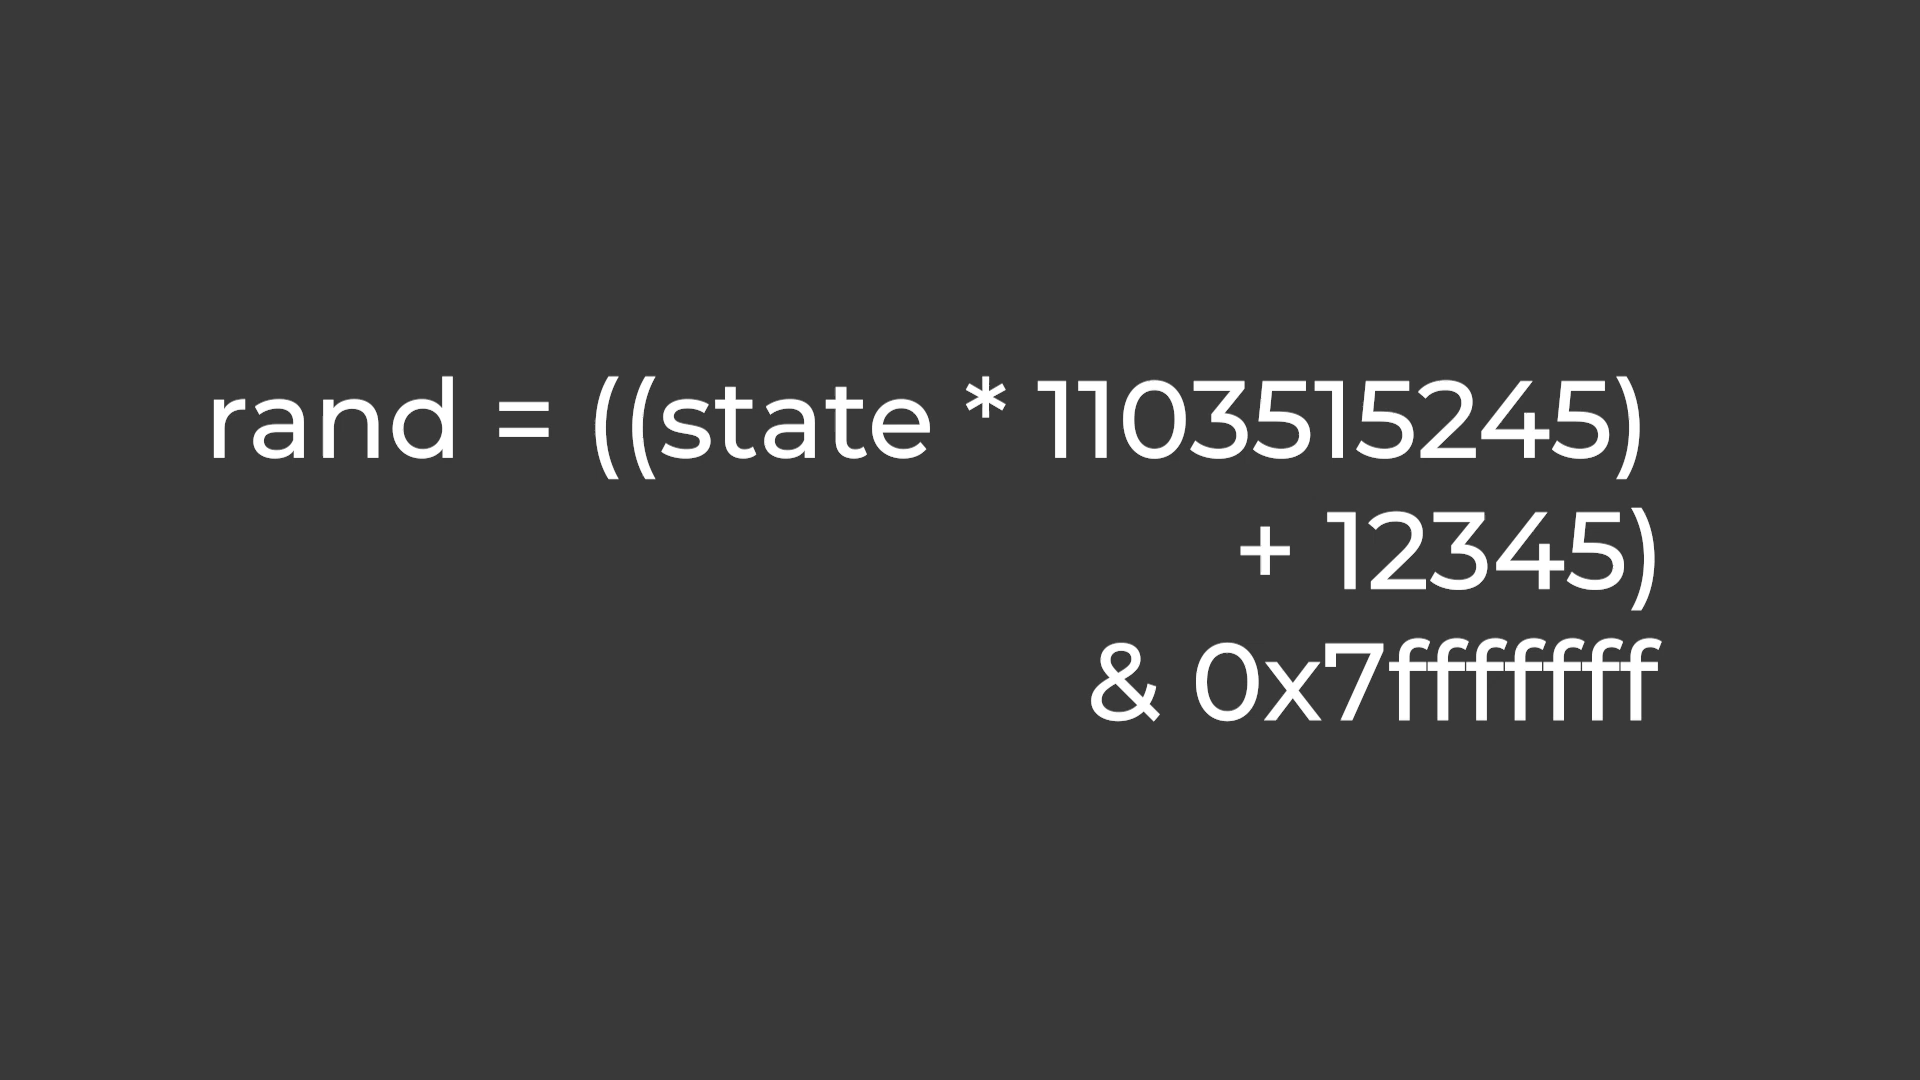 rand = ((state * 1103515245)
+ 12345)
& 0x7fffffff